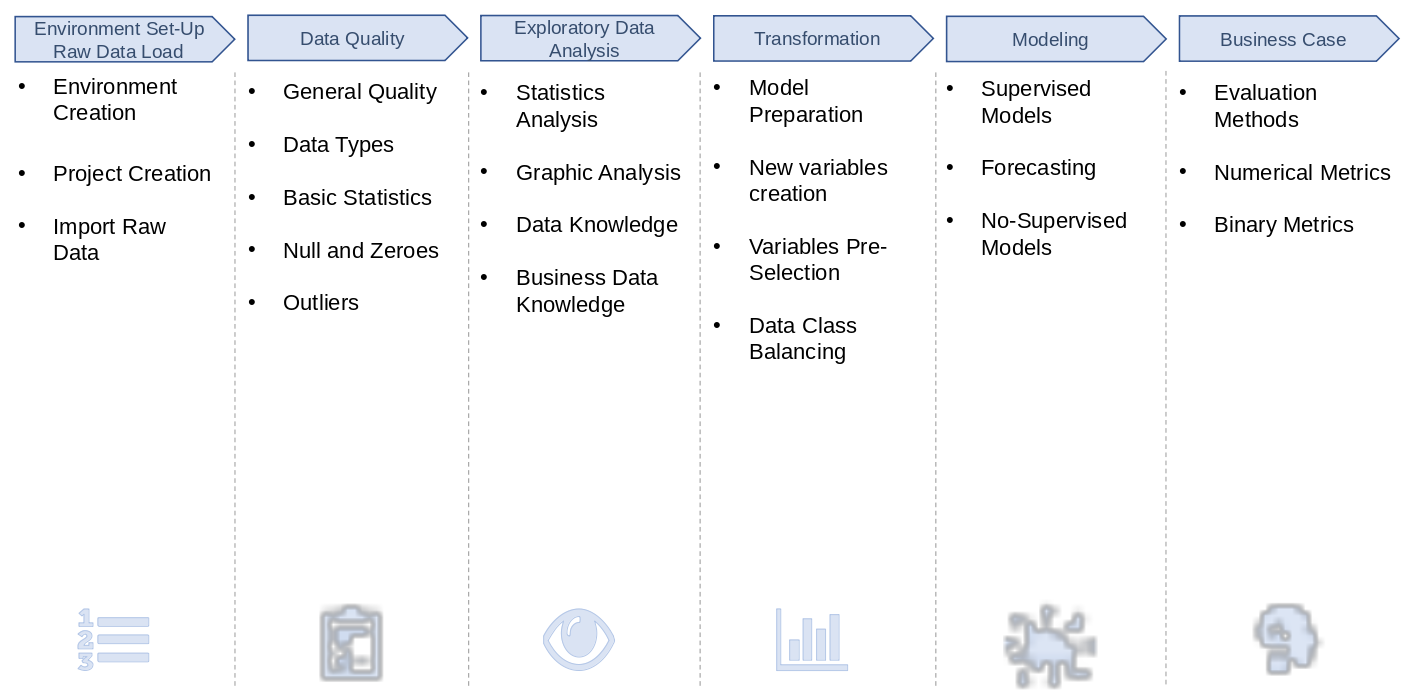 Environment Set-Up
Raw Data Load
• Environment
Creation
• Project Creation
• Import Raw
Data
Data Quality
• General Quality
• Data Types
• Basic Statistics
• Null and Zeroes
• Outliers
Exploratory Data
Analysis
• Statistics
Analysis
• Graphic Analysis
• Data Knowledge
• Business Data
Knowledge
Transformation
• Model
Preparation
• New variables
creation
• Variables Pre-
Selection
• Data Class
Balancing
Modeling
• Supervised
Models
• Forecasting
• No-Supervised
Models
Business Case
• Evaluation
Methods
• Numerical Metrics
• Binary Metrics
1
2
3